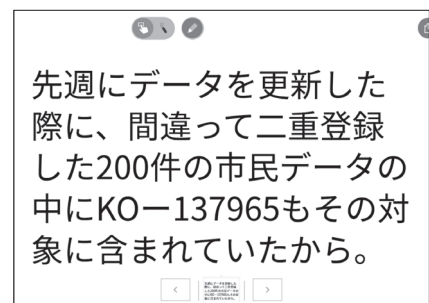 先週にデータを更新した
際に、間違って二重登録
した200件の市民データの
中にKOー137965もその対
象に含まれていたから。